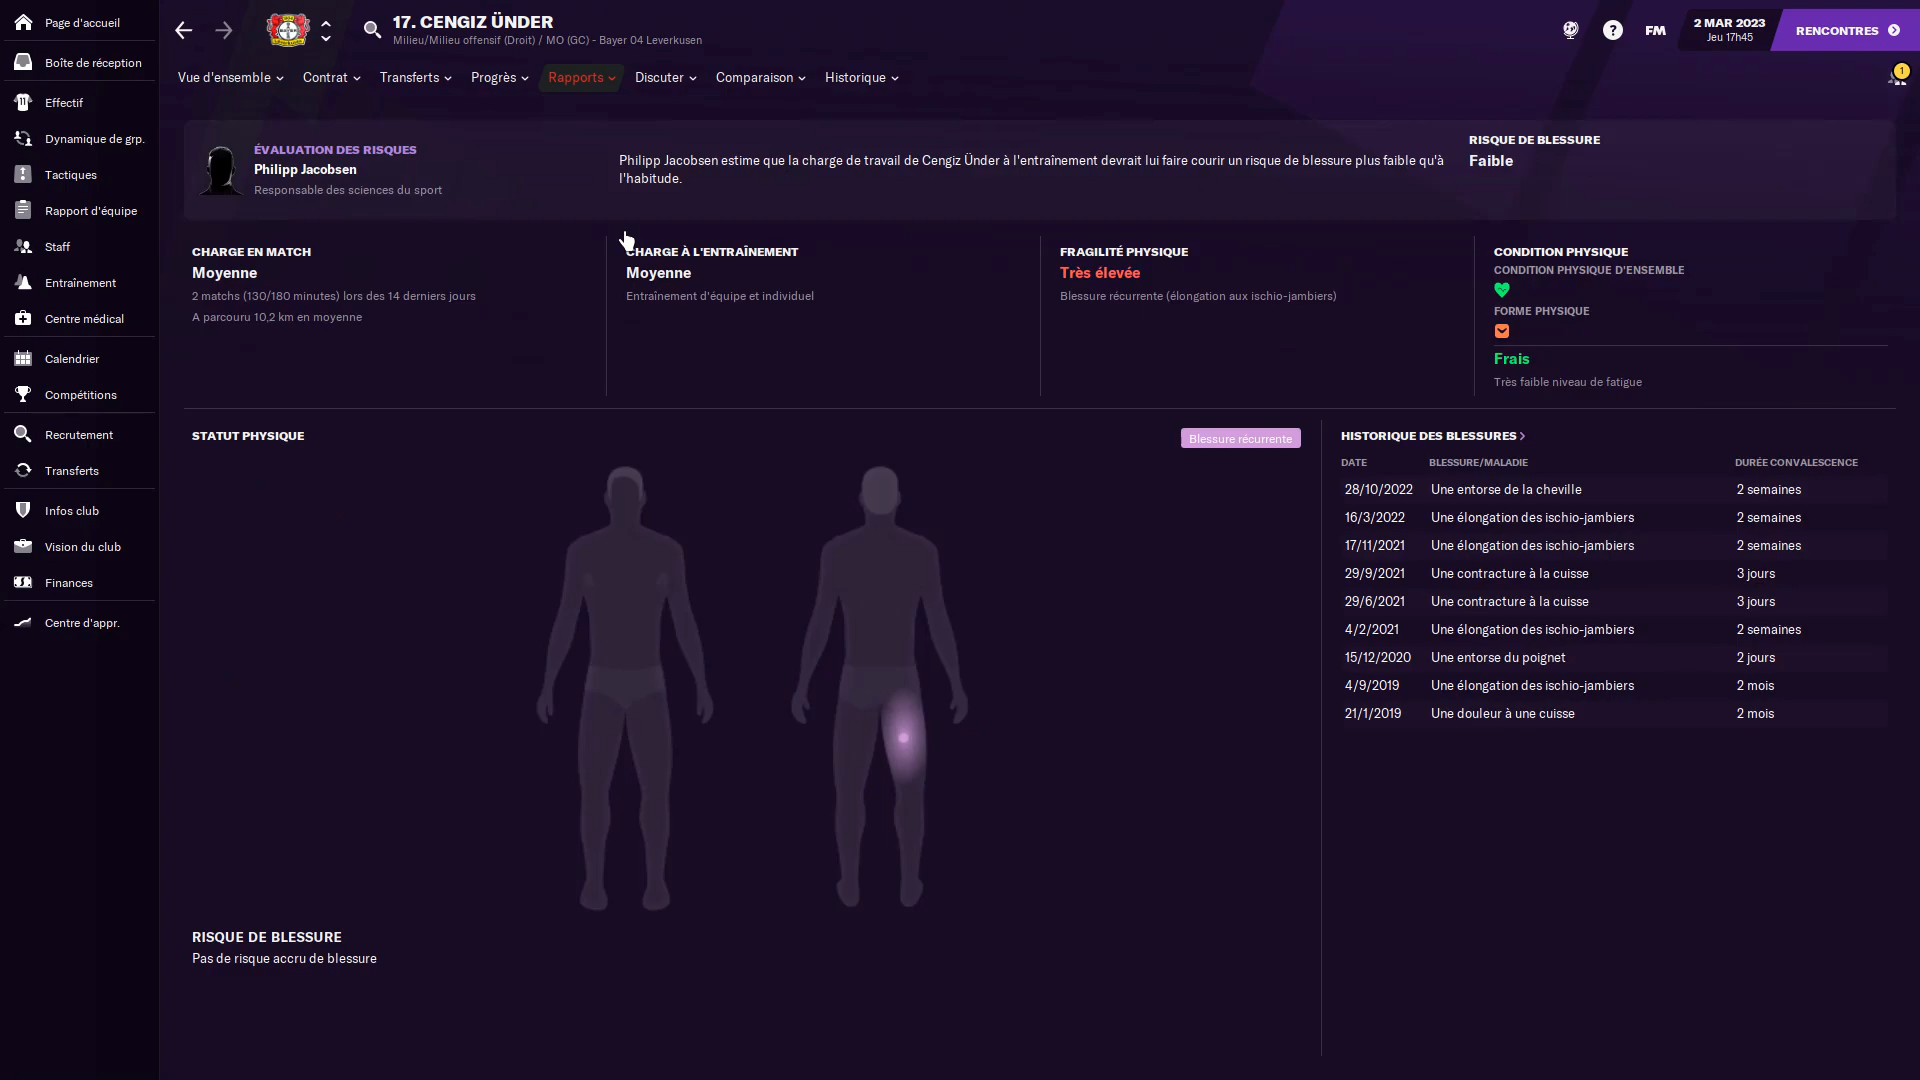 Page d'accueil
Boîte de réception
Effectif
Dynamique de grp.
Tactiques
Rapport d'équipe
Staff
Entraînement
Centre médical
Calendrier
Compétitions
Recrutement
Transferts
Infos club
Vision du club
Finances
Centre d'appr.
17. CENGIZ ÜNDER
Milieu/Milieu offensif (Droit) / MO (GC) - Bayer 04 Leverkusen
FM
2 MAR 2023
Jeu 17h45
RENCONTRES
Vue d'ensemble
Contrat
Transferts
Progrès
Rapports
Discuter
Comparaison
Historique
1
ÉVALUATION DES RISQUES
Philipp Jacobsen
Responsable des sciences du sport
Philipp Jacobsen estime que la charge de travail de Cengiz Ünder à l'entraînement devrait lui faire courir un risque de blessure plus faible qu'à
l'habitude.
RISQUE DE BLESSURE
Faible
CHARGE EN MATCH
Moyenne
2 matchs (130/180 minutes) lors des 14 derniers jours
A parcouru 10,2 km en moyenne
CHARGE À L'ENTRAÎNEMENT
Moyenne
Entraînement d'équipe et individuel
FRAGILITÉ PHYSIQUE
Très élevée
Blessure récurrente (élongation aux ischio-jambiers)
CONDITION PHYSIQUE
CONDITION PHYSIQUE D'ENSEMBLE
FORME PHYSIQUE
Frais
Très faible niveau de fatigue
STATUT PHYSIQUE
Blessure récurrente
RISQUE DE BLESSURE
Pas de risque accru de blessure
HISTORIQUE DES BLESSURES
DATE BLESSURE/MALADIE DURÉE CONVALESCENCE
28/10/2022 Une entorse de la cheville 2 semaines
16/3/2022 Une élongation des ischio-jambiers 2 semaines
17/11/2021 Une élongation des ischio-jambiers 2 semaines
29/9/2021 Une contracture à la cuisse 3 jours
29/6/2021 Une contracture à la cuisse 3 jours
4/2/2021 Une élongation des ischio-jambiers 2 semaines
15/12/2020 Une entorse du poignet 2 jours
4/9/2019 Une élongation des ischio-jambiers 2 mois
21/1/2019 Une douleur à une cuisse 2 mois